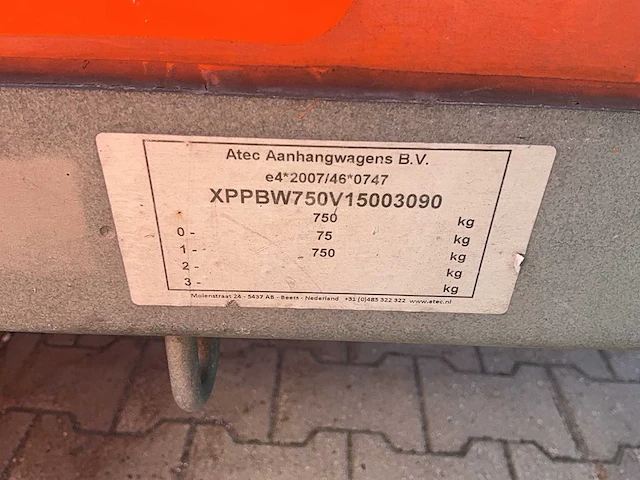 Atec Aanhangwagens B.V.
e4*2007/46*0747
XPPBW750V15003090
750 kg
0 - 75 kg
1 - 750 kg
2 - kg
3 - kg
Molenstraat 24 - 5437 AB - Beers - Nederland +31 (0)485 322 322 www.atec.nl